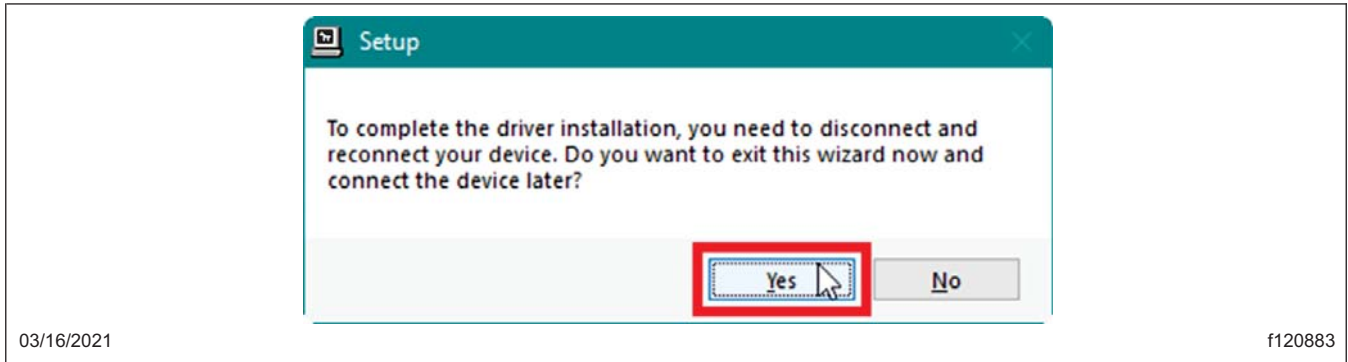 Setup
To complete the driver installation, you need to disconnect and
reconnect your device. Do you want to exit this wizard now and
connect the device later?
Yes
No
03/16/2021
f120883